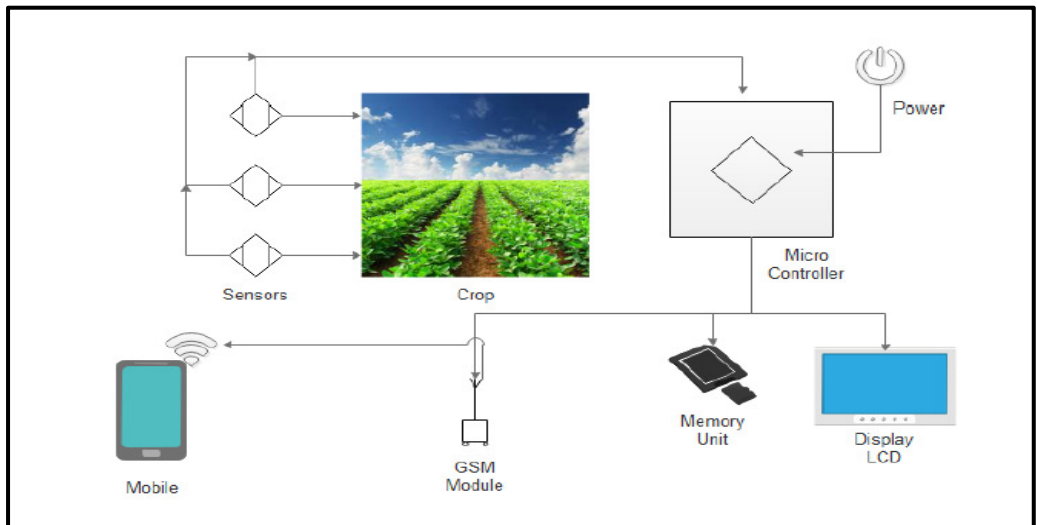 Power
Micro
Controller
Sensors
Crop
Memory
Unit
Display
LCD
GSM
Module
Mobile